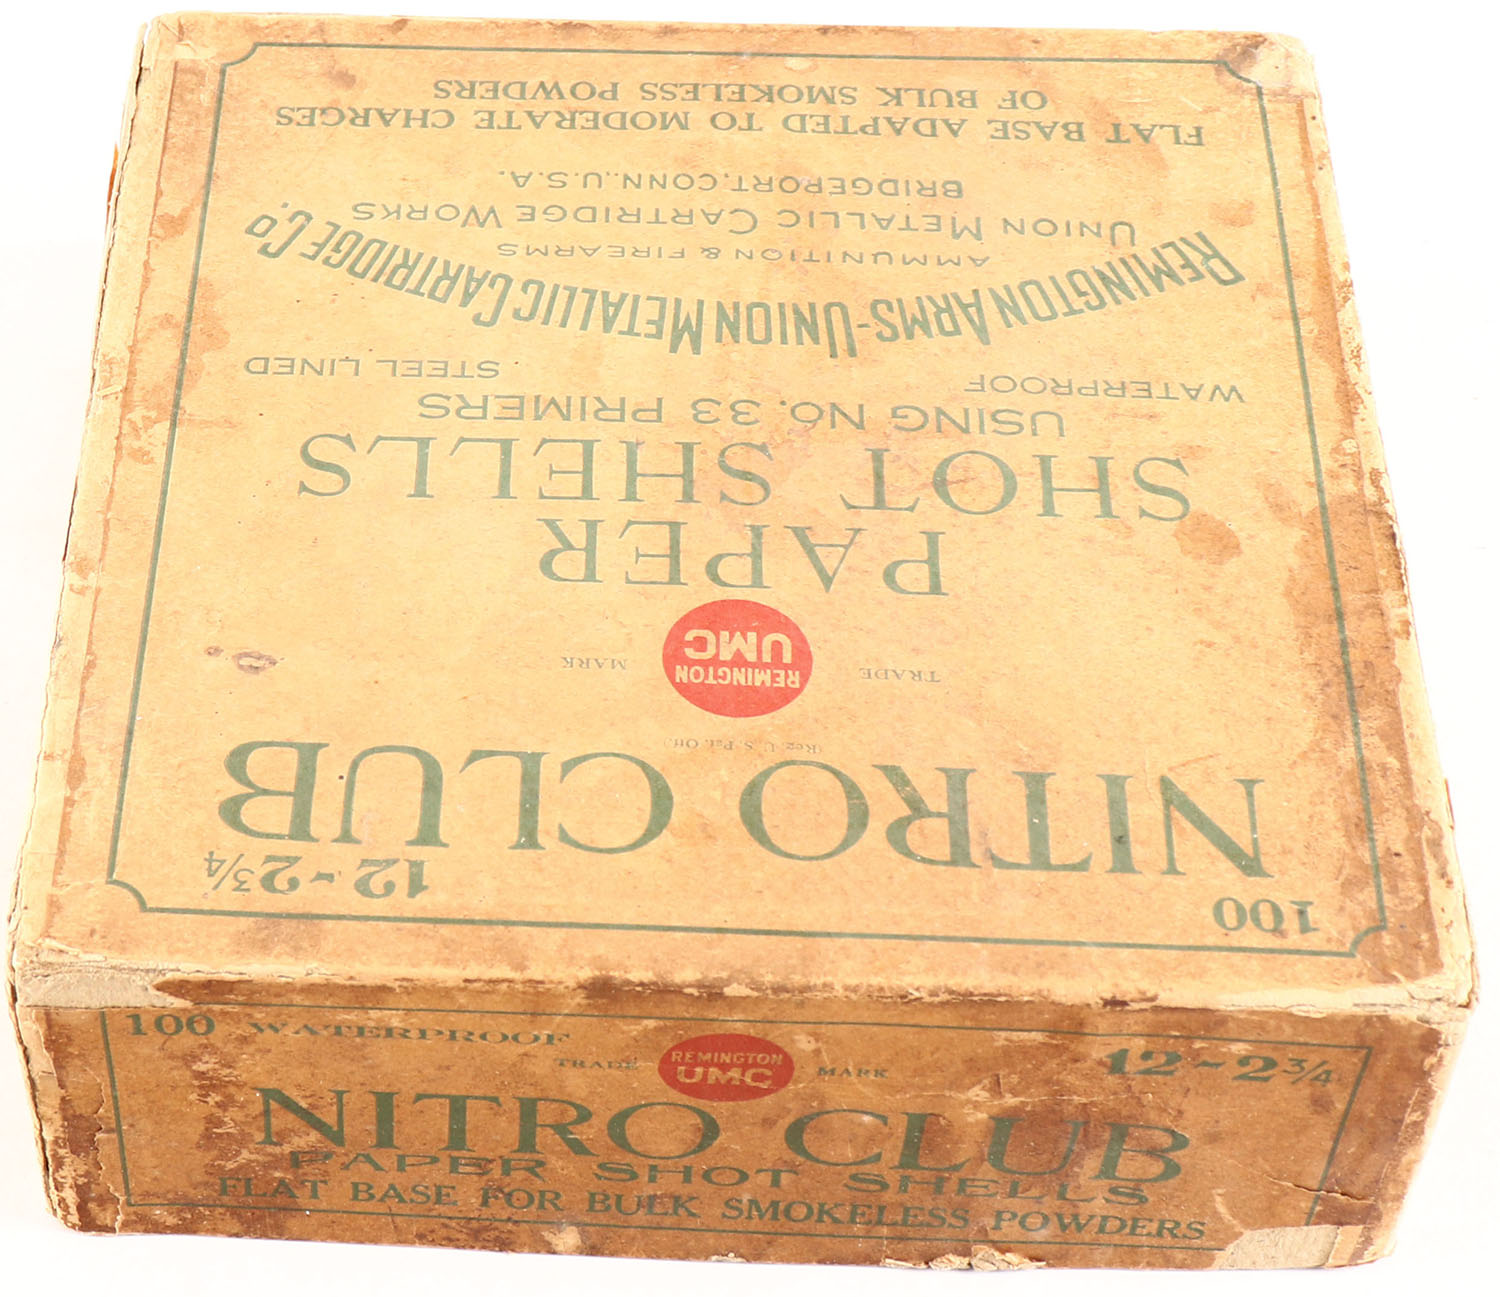 100
12-2¾
NITRO CLUB
(Reg. U. S. Pat. Off.)
TRADE REMINGTON MARK
UMC
PAPER
SHOT SHELLS
USING NO. 33 PRIMERS
WATERPROOF STEEL LINED
REMINGTON ARMS-UNION METALLIC CARTRIDGE CO.
AMMUNITION & FIREARMS
UNION METALLIC CARTRIDGE WORKS
BRIDGEPORT, CONN., U.S.A.
FLAT BASE ADAPTED TO MODERATE CHARGES
OF BULK SMOKELESS POWDERS
100 WATERPROOF
12-2¾
TRADE REMINGTON MARK
UMC
NITRO CLUB
PAPER SHOT SHELLS
FLAT BASE FOR BULK SMOKELESS POWDERS